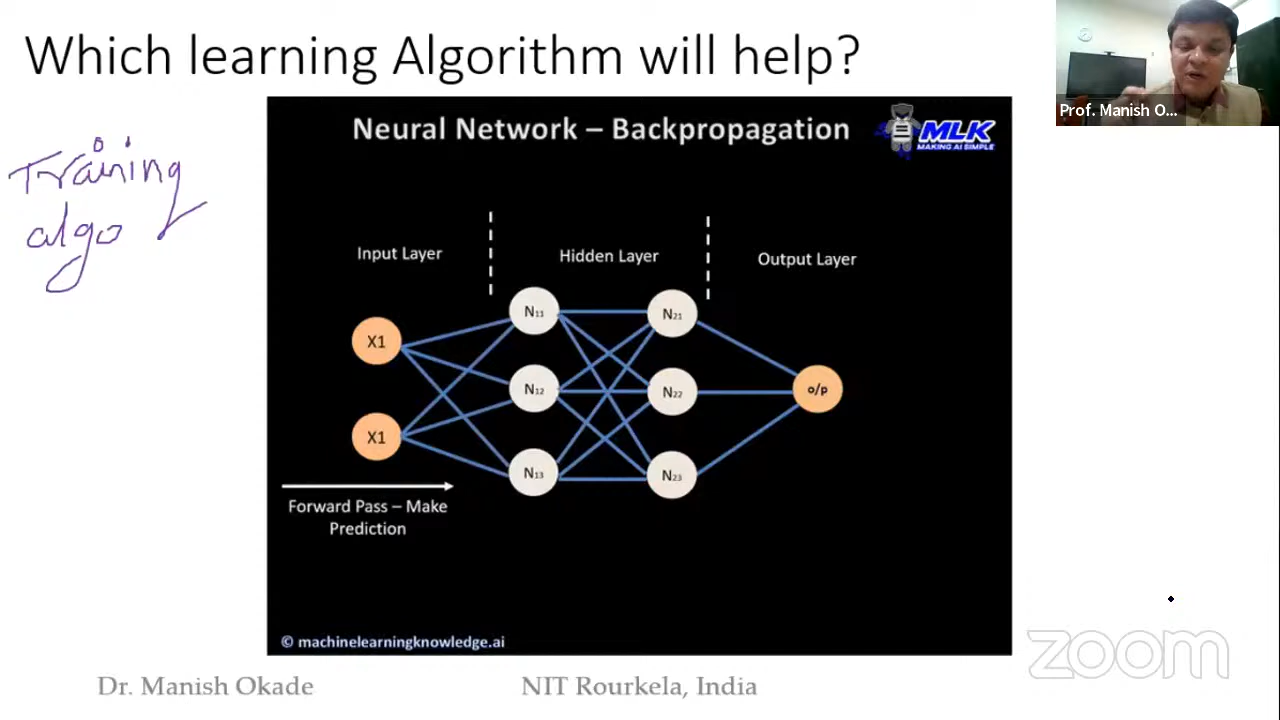 Which learning Algorithm will help?
Prof. Manish O...
Training
algo
Neural Network – Backpropagation
MLK
MAKING AI SIMPLE
Input Layer
Hidden Layer
Output Layer
N11
N21
X1
N12
N22
o/p
X1
N13
N23
Forward Pass – Make
Prediction
© machinelearningknowledge.ai
zoom
Dr. Manish Okade
NIT Rourkela, India